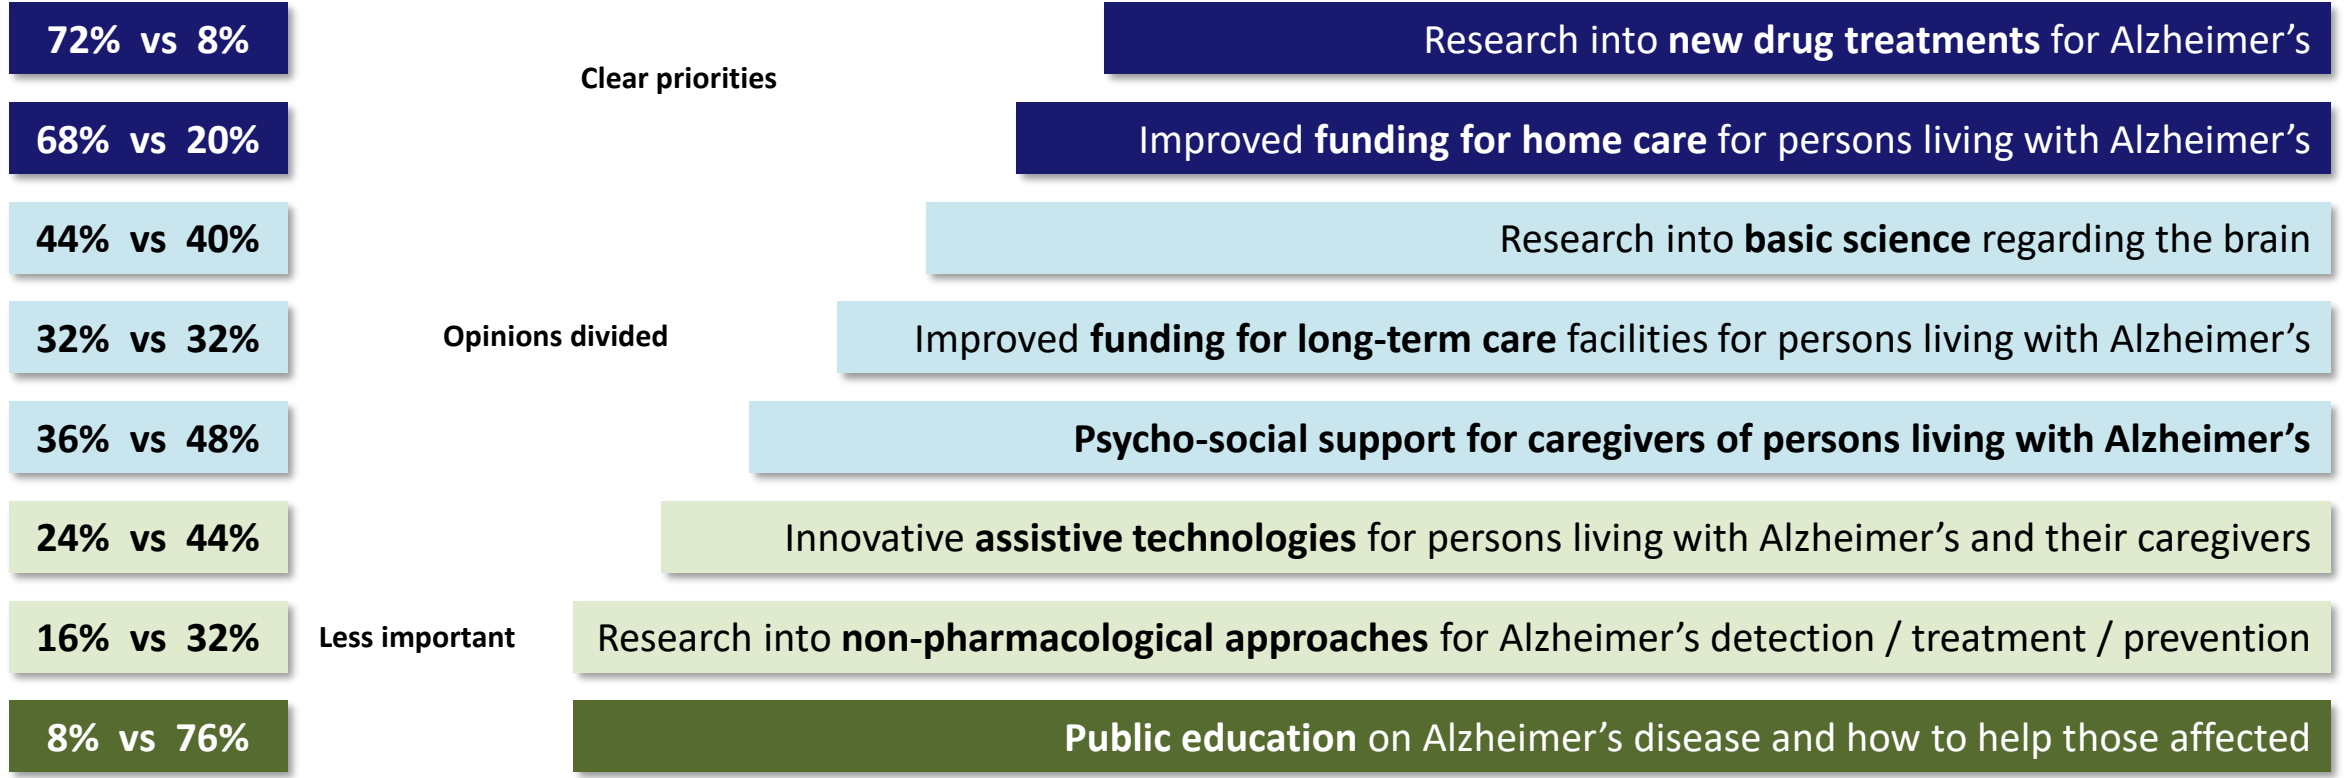 72% vs 8%
Research into new drug treatments for Alzheimer’s
Clear priorities
68% vs 20%
Improved funding for home care for persons living with Alzheimer’s
44% vs 40%
Research into basic science regarding the brain
32% vs 32%
Opinions divided
Improved funding for long-term care facilities for persons living with Alzheimer’s
36% vs 48%
Psycho-social support for caregivers of persons living with Alzheimer’s
24% vs 44%
Innovative assistive technologies for persons living with Alzheimer’s and their caregivers
16% vs 32%
Less important
Research into non-pharmacological approaches for Alzheimer’s detection / treatment / prevention
8% vs 76%
Public education on Alzheimer’s disease and how to help those affected